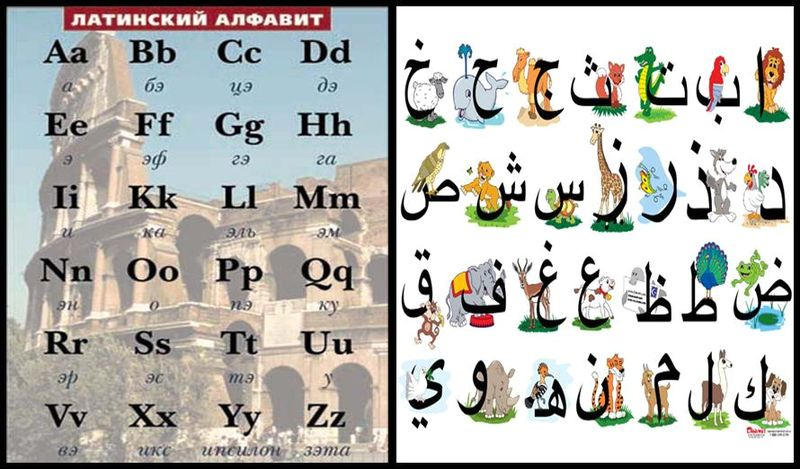 ЛАТИНСКИЙ АЛФАВИТ
Aa Bb Cc Dd
а бэ цэ дэ
Ee Ff Gg Hh
э эф гэ га
Ii Kk Ll Mm
и ка эль эм
Nn Oo Pp Qq
эн о пэ ку
Rr Ss Tt Uu
эр эс тэ у
Vv Xx Yy Zz
вэ икс ипсилон зэта
ا ب ت ث ج ح خ
د ذ ر ز س ش ص
ض ط ظ ع غ ف ق
ك ل م ن ه و ي